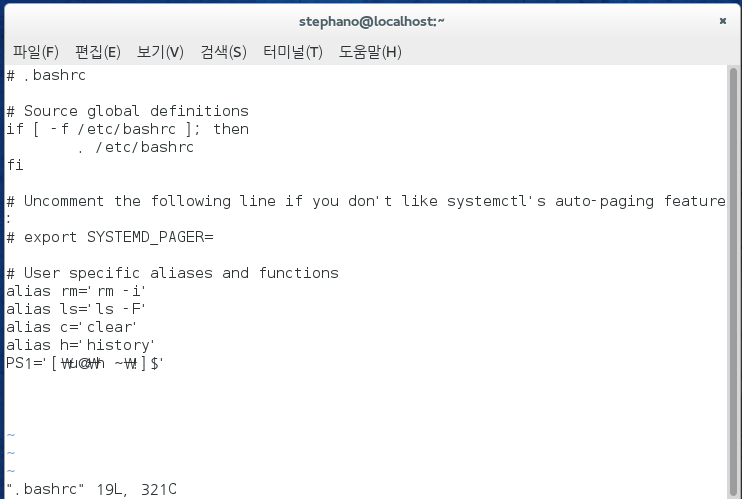 stephano@localhost:~
파일(F) 편집(E) 보기(V) 검색(S) 터미널(T) 도움말(H)
# .bashrc
# Source global definitions
if [ -f /etc/bashrc ]; then
. /etc/bashrc
fi
# Uncomment the following line if you don't like systemctl's auto-paging feature
:
# export SYSTEMD_PAGER=
# User specific aliases and functions
alias rm='rm -i'
alias ls='ls -F'
alias c='clear'
alias h='history'
PS1='[₩u@₩h ~₩!]$'
~
~
~
".bashrc" 19L, 321C